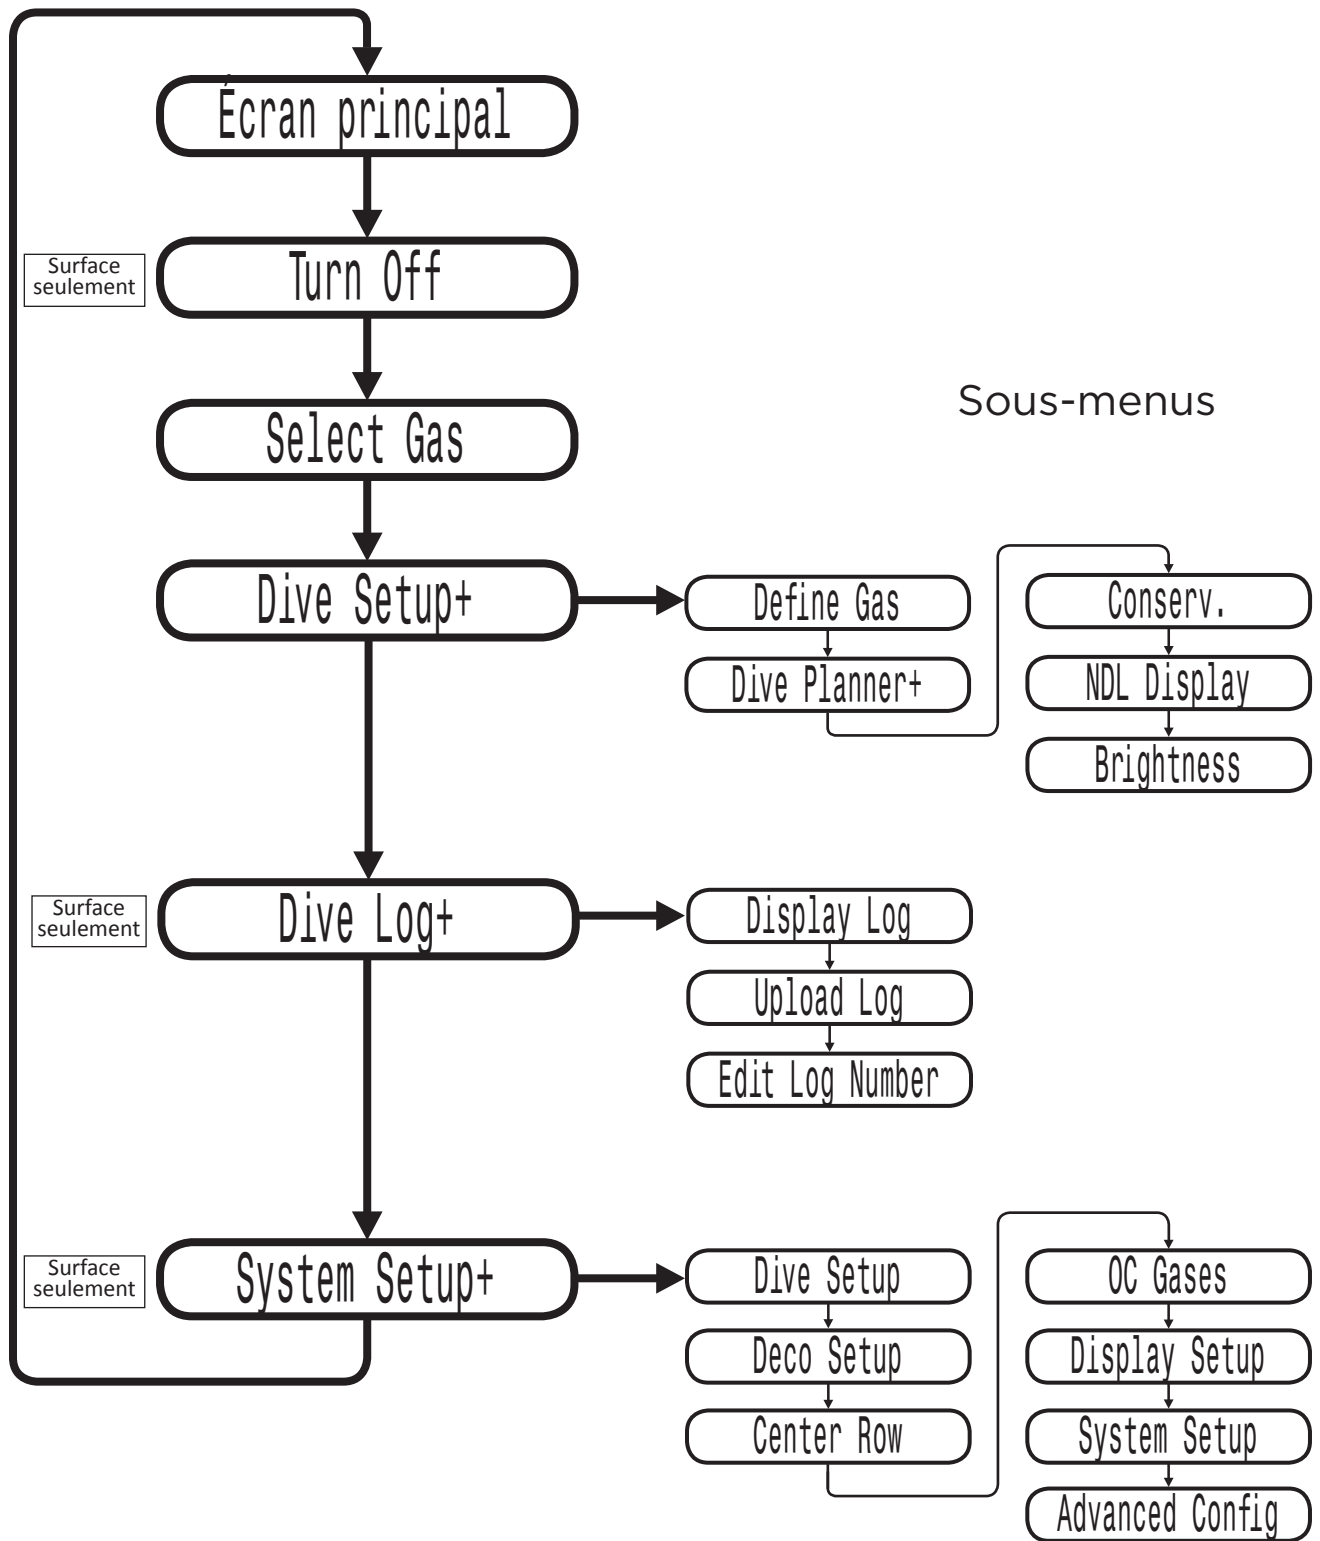 Écran principal
Surface
seulement
Turn Off
Select Gas
Sous-menus
Dive Setup+
Define Gas
Dive Planner+
Conserv.
NDL Display
Brightness
Surface
seulement
Dive Log+
Display Log
Upload Log
Edit Log Number
Surface
seulement
System Setup+
Dive Setup
Deco Setup
Center Row
OC Gases
Display Setup
System Setup
Advanced Config